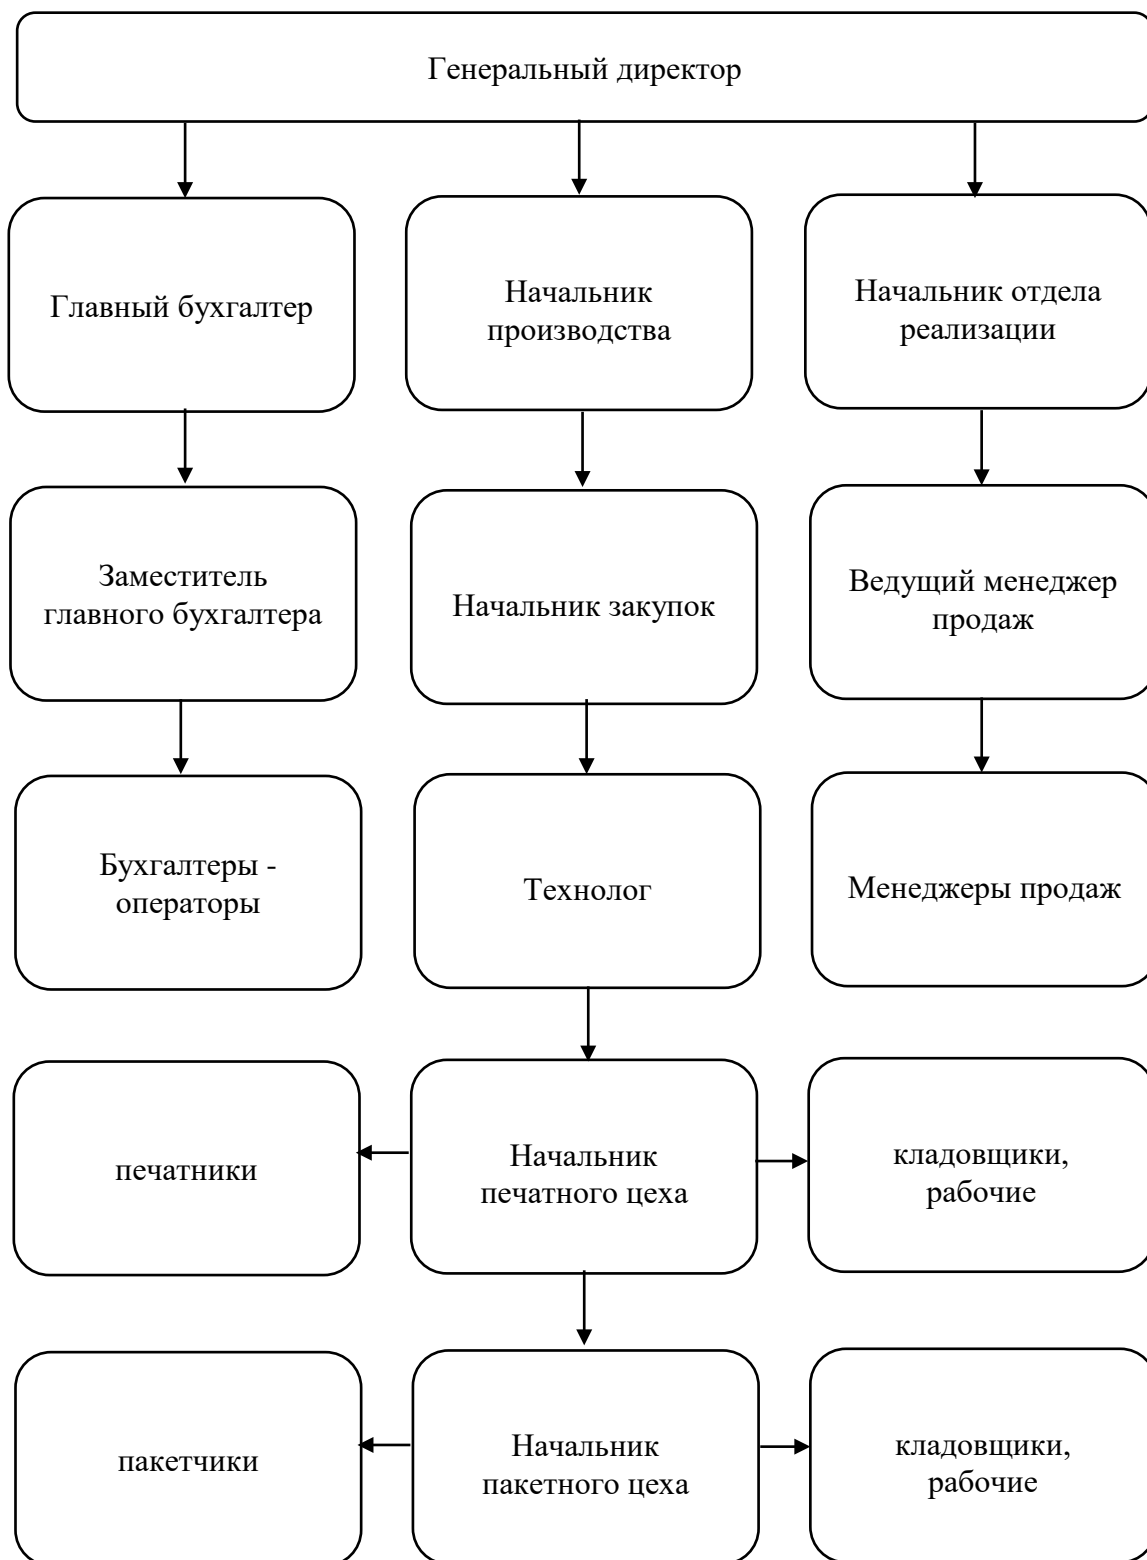 Генеральный директор
Главный бухгалтер
Начальник
производства
Начальник отдела
реализации
Заместитель
главного бухгалтера
Начальник закупок
Ведущий менеджер
продаж
Бухгалтеры -
операторы
Технолог
Менеджеры продаж
печатники
Начальник
печатного цеха
кладовщики,
рабочие
пакетчики
Начальник
пакетного цеха
кладовщики,
рабочие